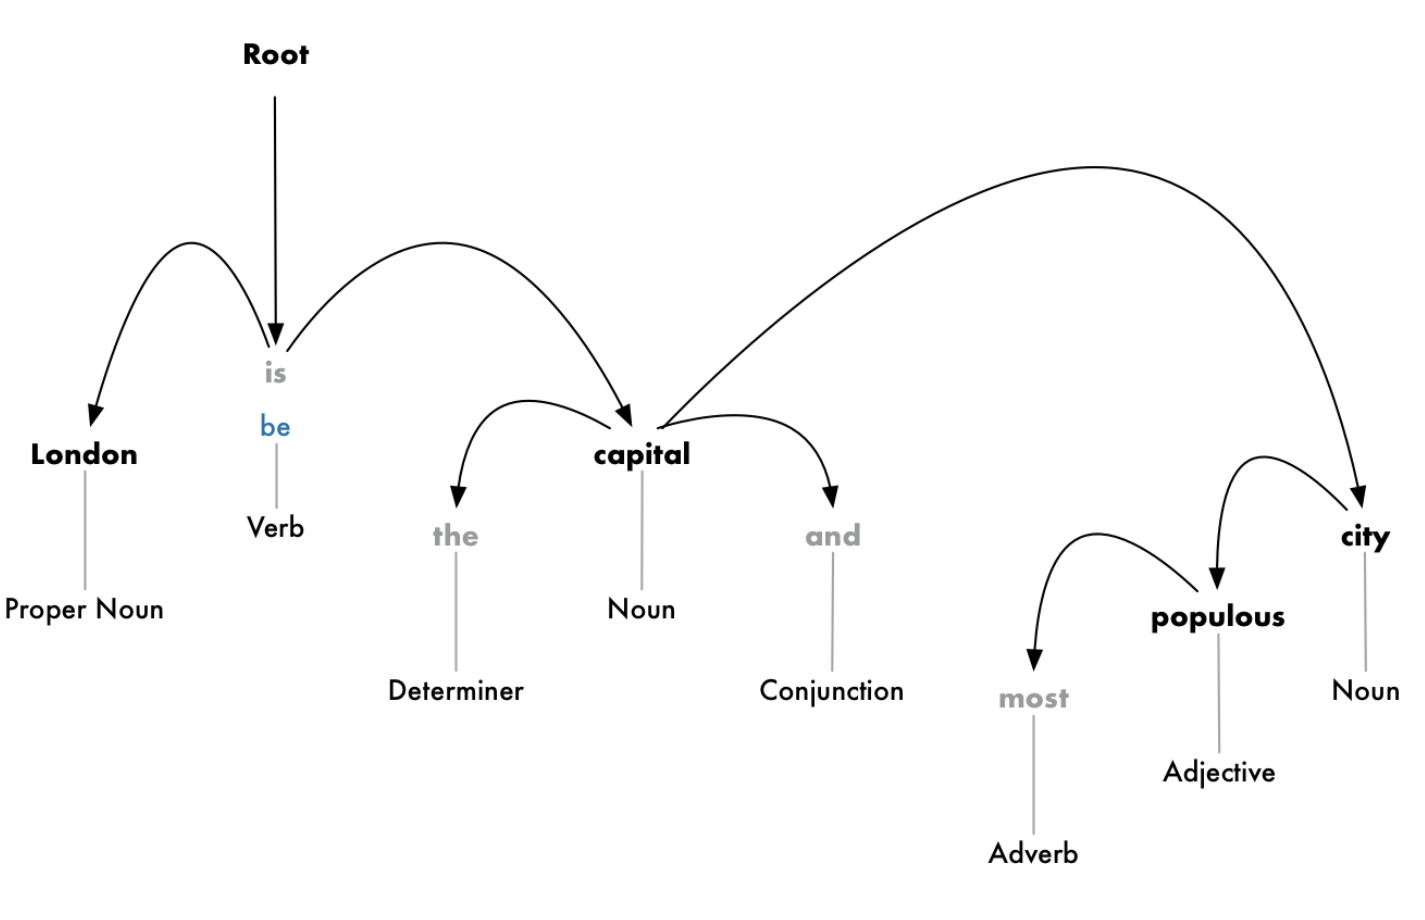 Root
is
be
London
capital
Verb
the
and
city
Proper Noun
Noun
populous
Determiner
Conjunction
most
Noun
Adjective
Adverb